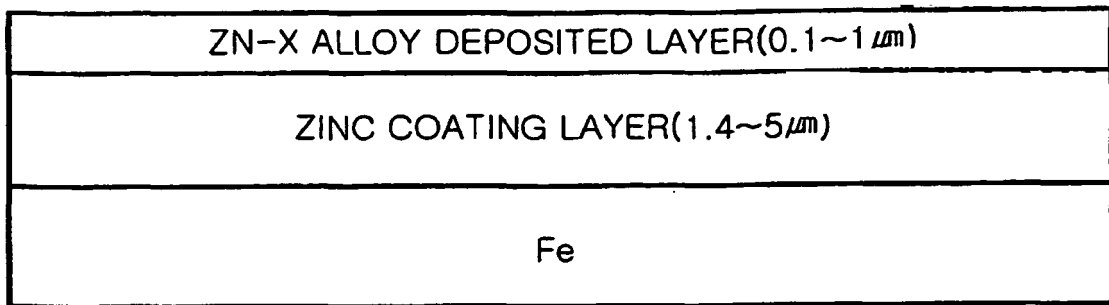 ZN-X ALLOY DEPOSITED LAYER(0.1~1㎛)
ZINC COATING LAYER(1.4~5㎛)
Fe